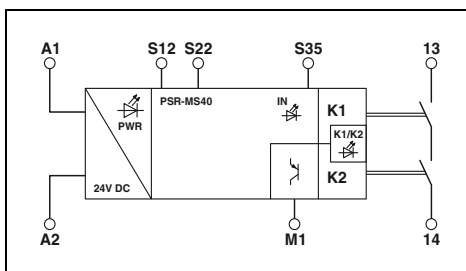 A1 S12 S22 S35 13
PSR-MS40 IN K1
PWR K1/K2
24V DC K2
A2 M1 14